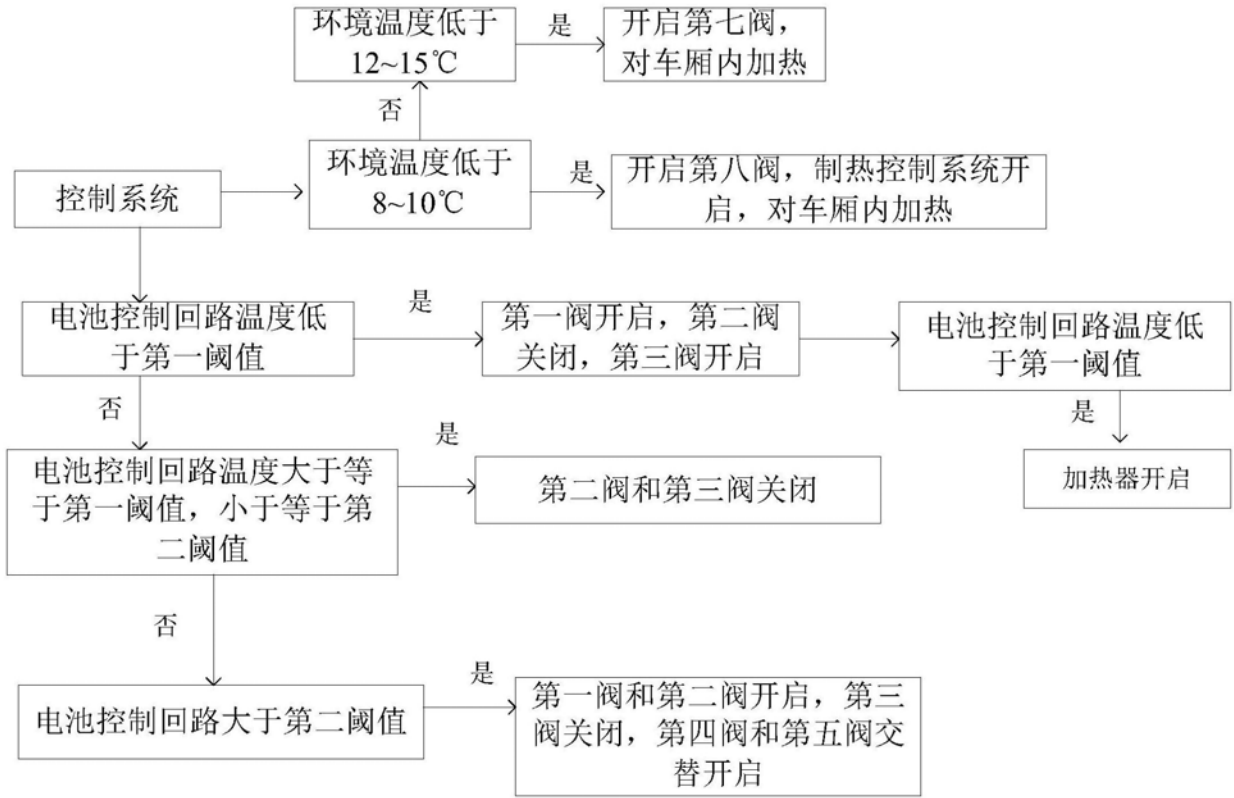 环境温度低于
12~15℃
是
开启第七阀，
对车厢内加热
否
控制系统
环境温度低于
8~10℃
是
开启第八阀，制热控制系统开
启，对车厢内加热
电池控制回路温度低
于第一阈值
是
第一阀开启，第二阀
关闭，第三阀开启
电池控制回路温度低
于第一阈值
否
是
加热器开启
电池控制回路温度大于等
于第一阈值，小于等于第
二阈值
是
第二阀和第三阀关闭
否
电池控制回路大于第二阈值
是
第一阀和第二阀开启，第三
阀关闭，第四阀和第五阀交
替开启